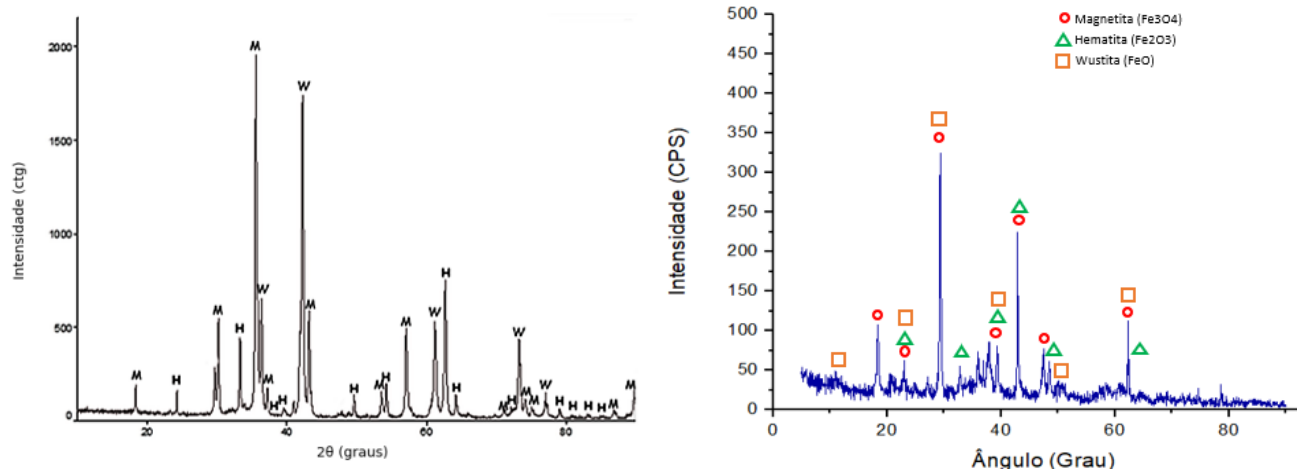 2000
1500
1000
500
0
Intensidade (ctg)
M
H
M
H
M
W
M
H
W
M
H
M
H
M
W
H
H
W
M
M
H
M
M
W
H
H
H
H
M
M
20
40
60
80
2θ (graus)
500
450
400
350
300
250
200
150
100
50
0
Intensidade (CPS)
Magnetita (Fe3O4)
Hematita (Fe2O3)
Wustita (FeO)
0
20
40
60
80
Ângulo (Grau)